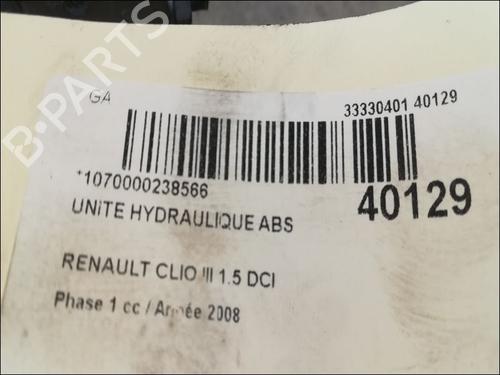 B-PARTS
GA
33330401 40129
*1070000238566
40129
UNiTE HYDRAULIQUE ABS
RENAULT CLIO III 1.5 DCI
Phase 1 cc / Année 2008